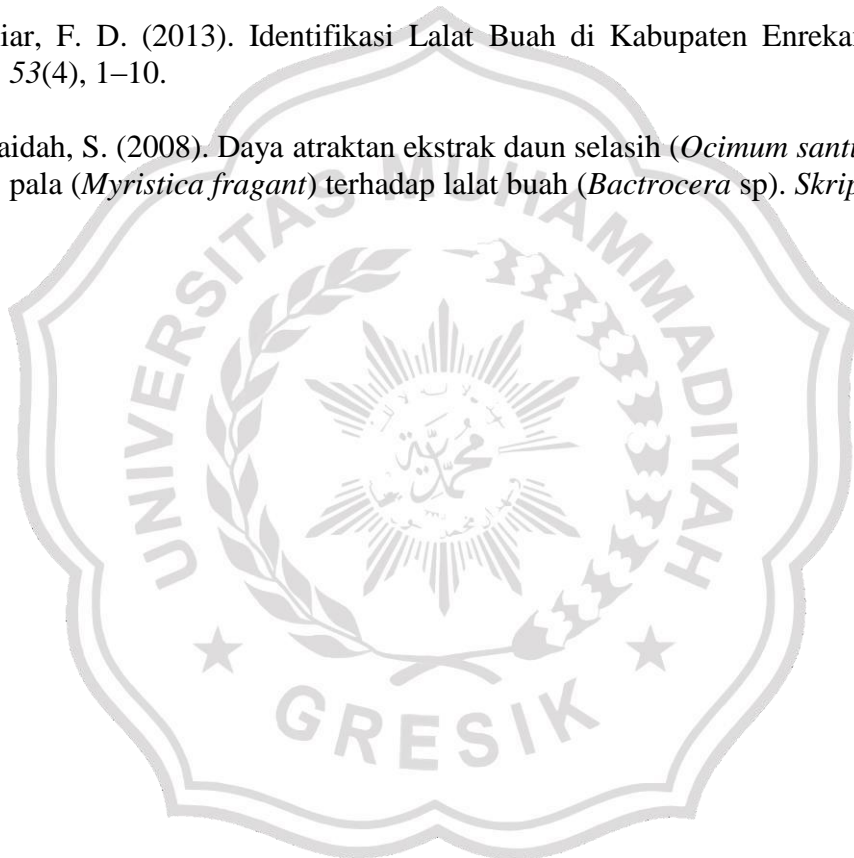 iar, F. D. (2013). Identifikasi Lalat Buah di Kabupaten Enreka
53(4), 1–10.
aidah, S. (2008). Daya atraktan ekstrak daun selasih (Ocimum sant
pala (Myristica fragant) terhadap lalat buah (Bactrocera sp). Skrip
UNIVERSITAS MUHAMMADIYAH
GRESIK